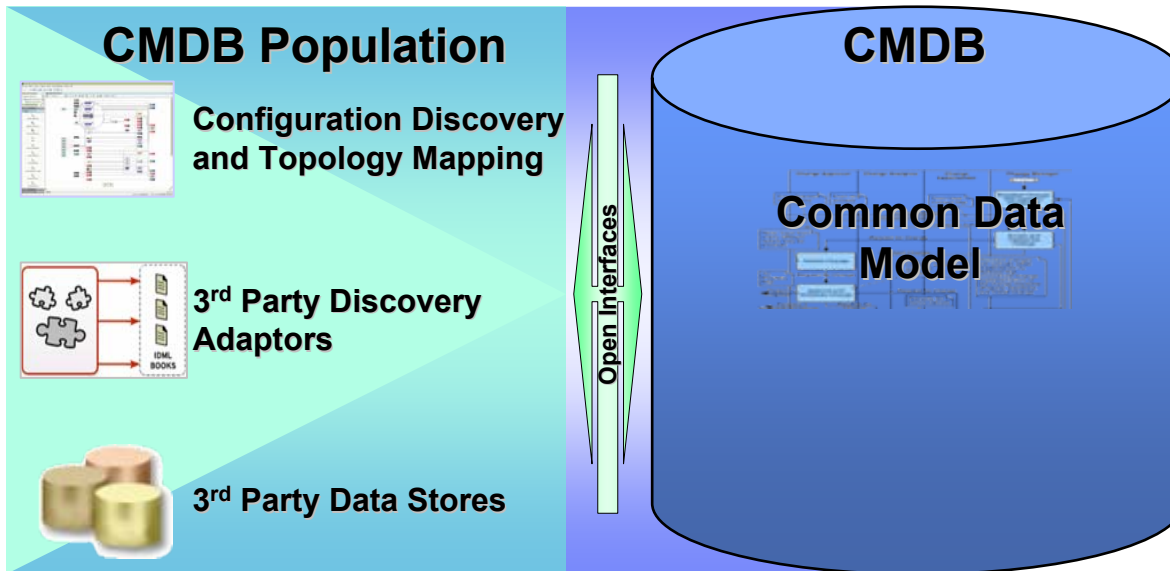 CMDB Population
Configuration Discovery
and Topology Mapping
3rd Party Discovery
Adaptors
IDML
BOOKS
3rd Party Data Stores
Open Interfaces
CMDB
Common Data
Model